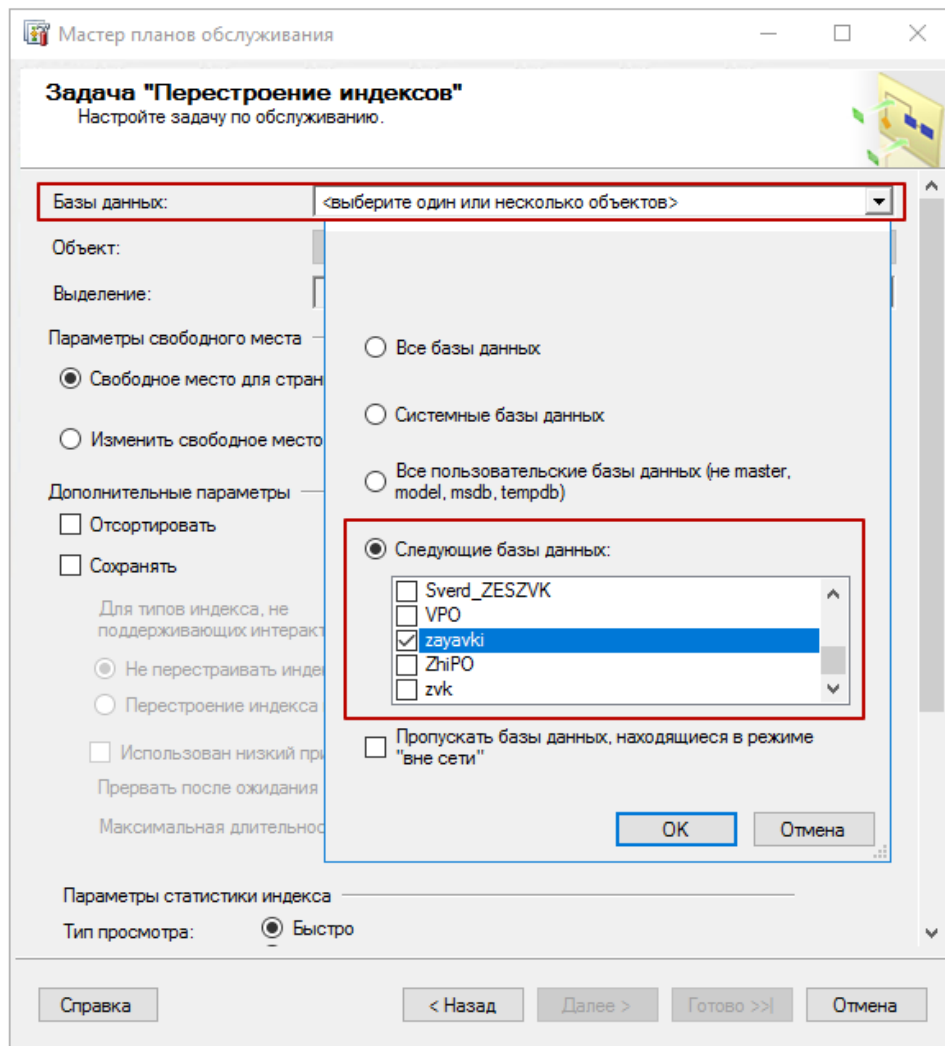 Мастер планов обслуживания
Задача "Перестроение индексов"
Настройте задачу по обслуживанию.
Базы данных:
<выберите один или несколько объектов>
Объект:
Выделение:
Параметры свободного места
Свободное место для стран
Изменить свободное место
Дополнительные параметры
Отсортировать
Сохранять
Для типов индекса, не
поддерживающих интеракт
Не перестраивать инде
Перестроение индекса
Использован низкий при
Прервать после ожидания
Максимальная длительнос
Все базы данных
Системные базы данных
Все пользовательские базы данных (не master,
model, msdb, tempdb)
Следующие базы данных:
Sverd_ZESZVK
VPO
zayavki
ZhiPO
zvk
Пропускать базы данных, находящиеся в режиме
"вне сети"
OK
Отмена
Параметры статистики индекса
Тип просмотра:
Быстро
Справка
< Назад
Далее >
Готово >>|
Отмена